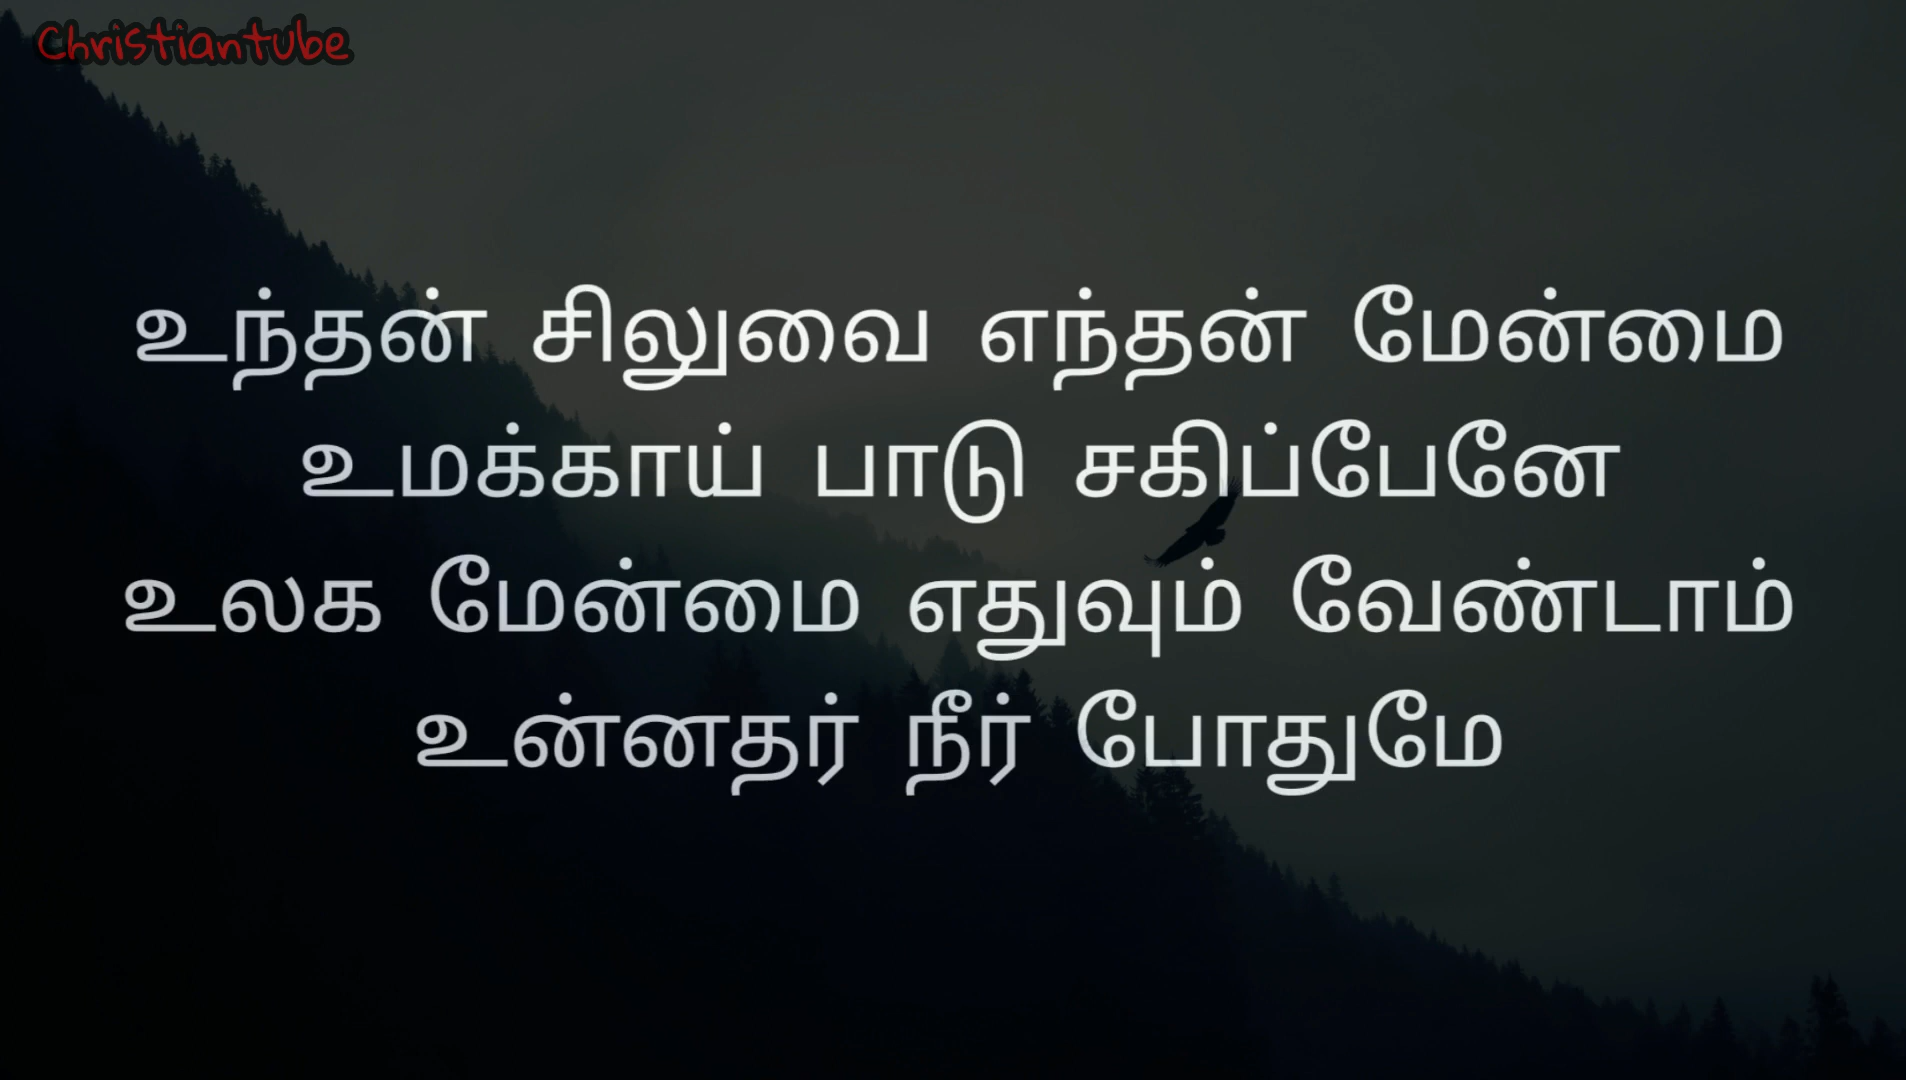 Christiantube
உந்தன் சிலுவை எந்தன் மேன்மை
உமக்காய் பாடு சகிப்பேனே
உலக மேன்மை எதுவும் வேண்டாம்
உன்னதர் நீர் போதுமே